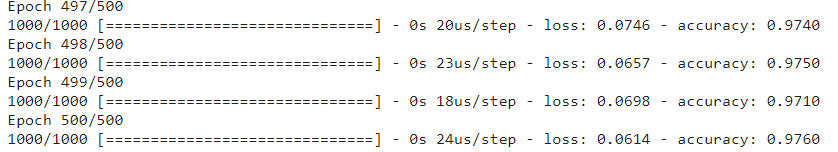 Epoch 497/500
1000/1000 [==============================] - 0s 20us/step - loss: 0.0746 - accuracy: 0.9740
Epoch 498/500
1000/1000 [==============================] - 0s 23us/step - loss: 0.0657 - accuracy: 0.9750
Epoch 499/500
1000/1000 [==============================] - 0s 18us/step - loss: 0.0698 - accuracy: 0.9710
Epoch 500/500
1000/1000 [==============================] - 0s 24us/step - loss: 0.0614 - accuracy: 0.9760